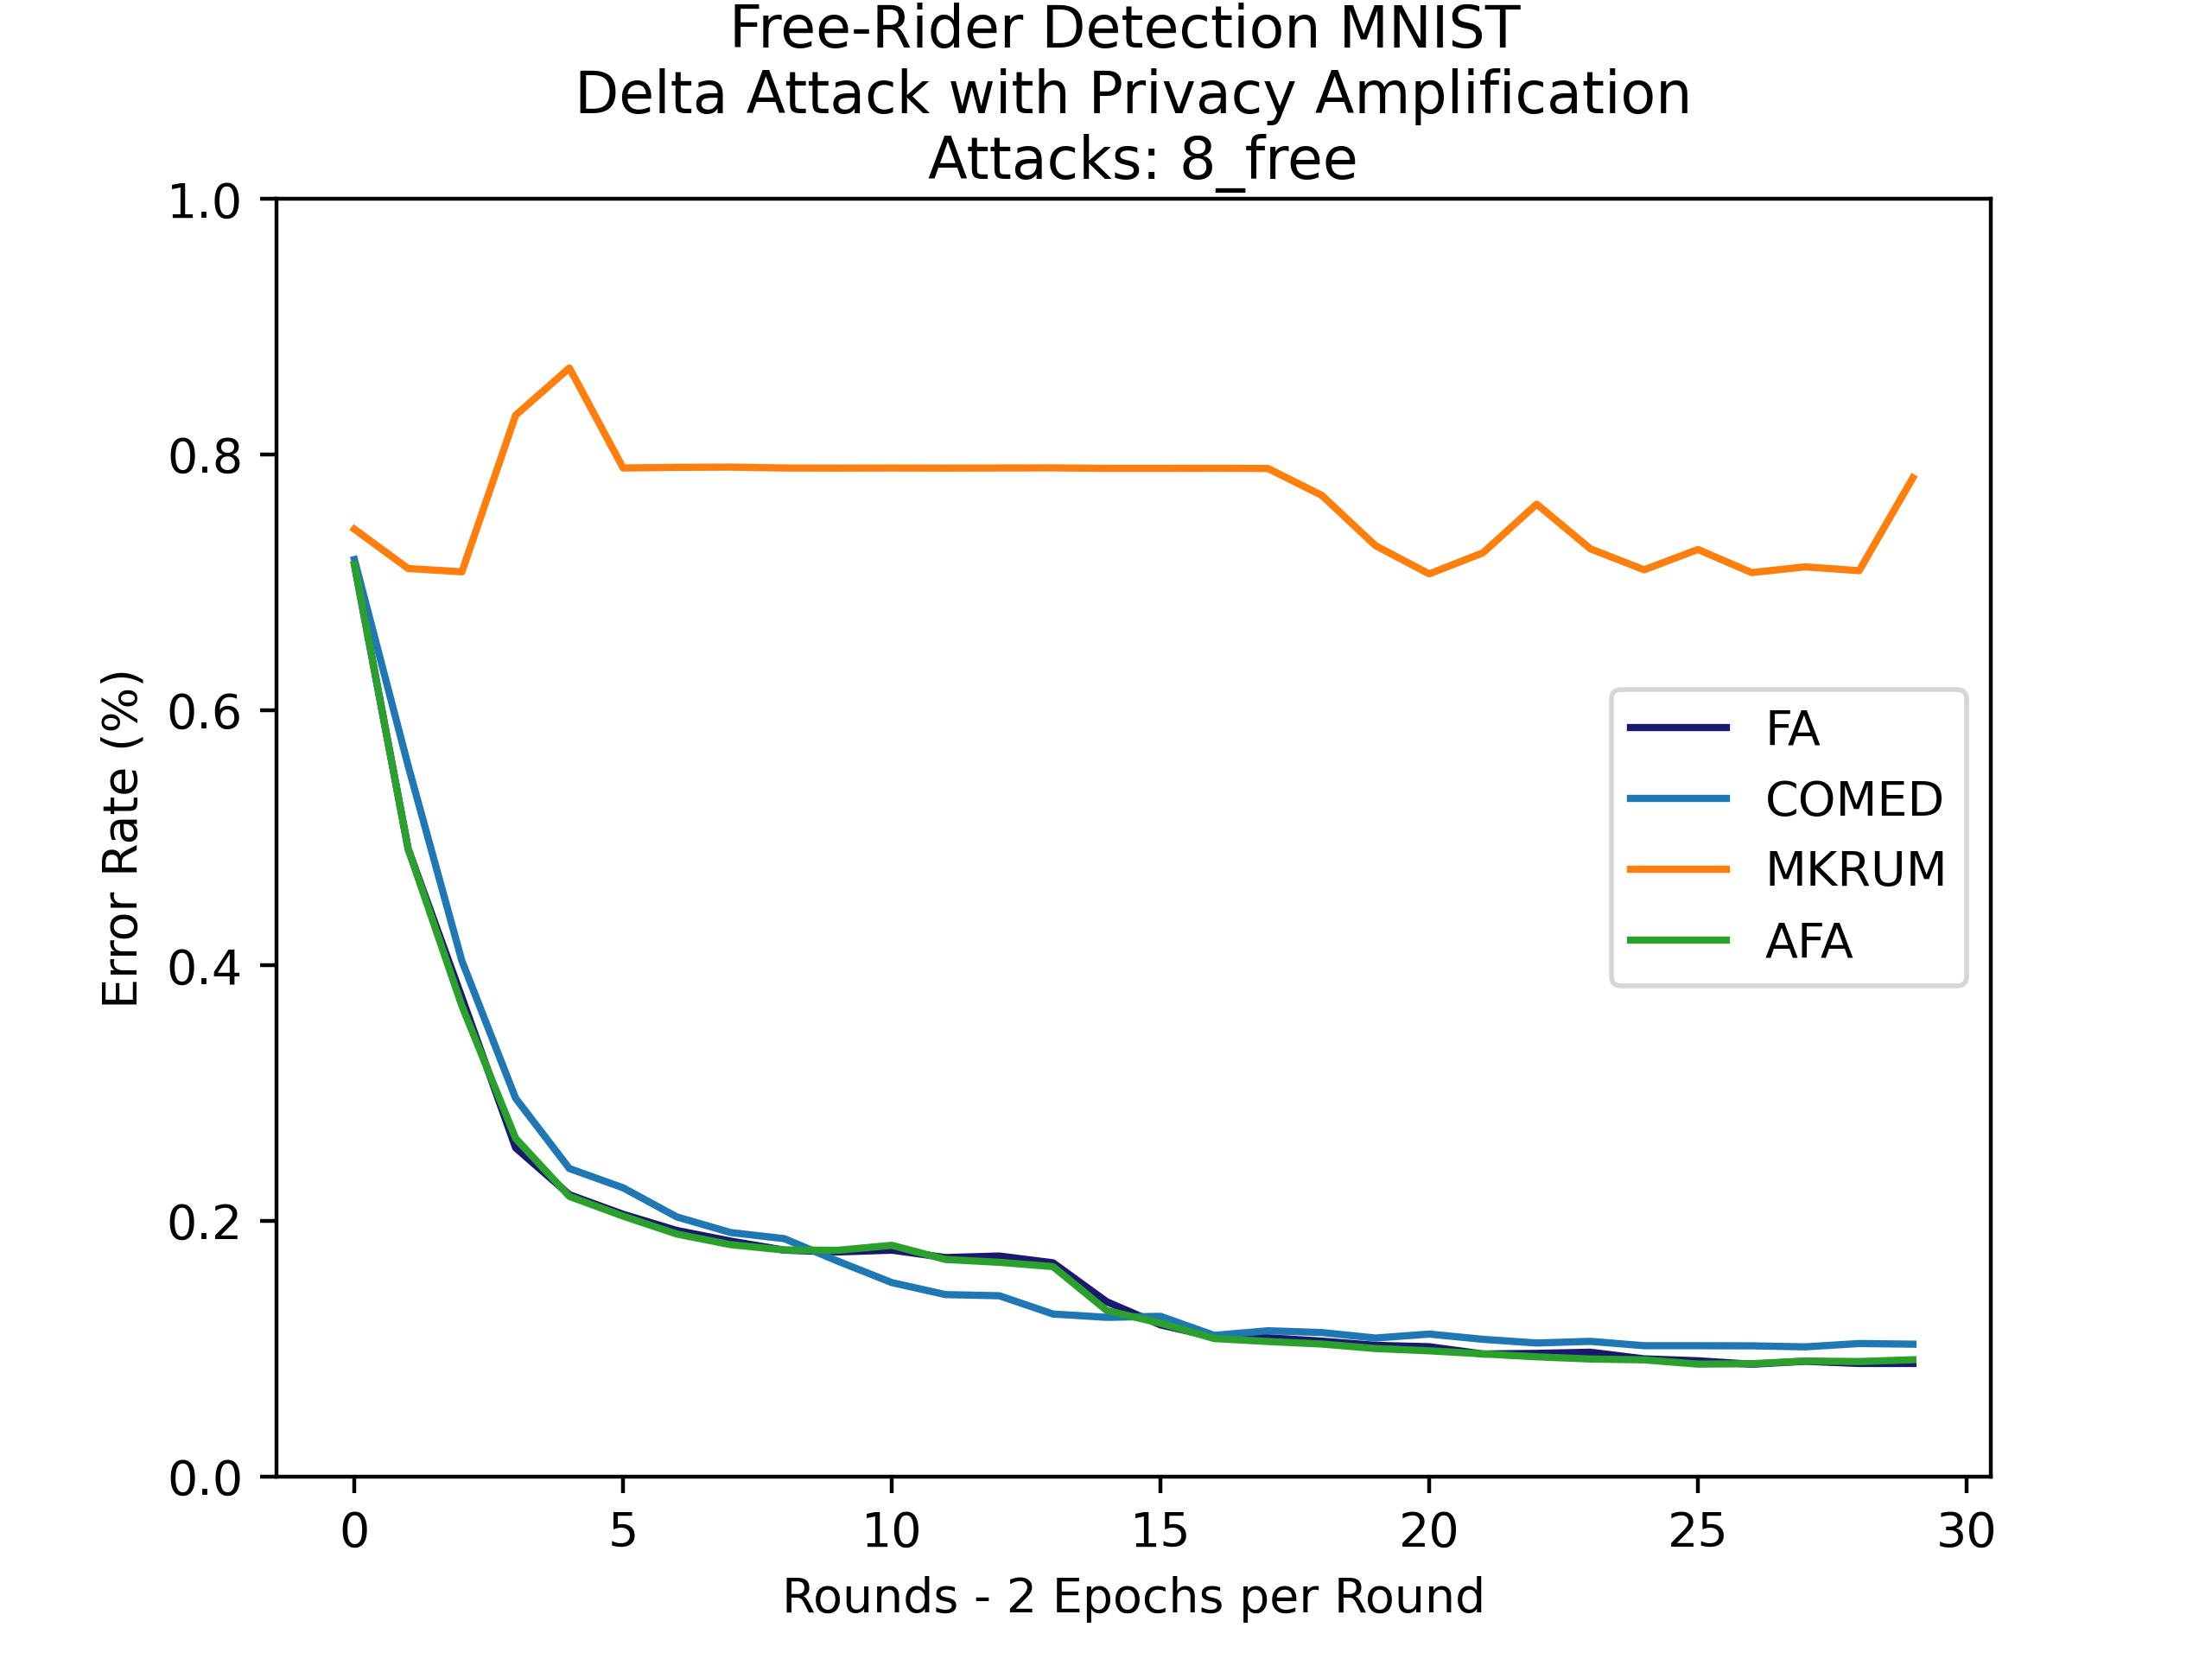 Free-Rider Detection MNIST
Delta Attack with Privacy Amplification
Attacks: 8_free
1.0
0.8
0.6
0.4
0.2
0.0
Error Rate (%)
FA
COMED
MKRUM
AFA
0 5 10 15 20 25 30
Rounds - 2 Epochs per Round